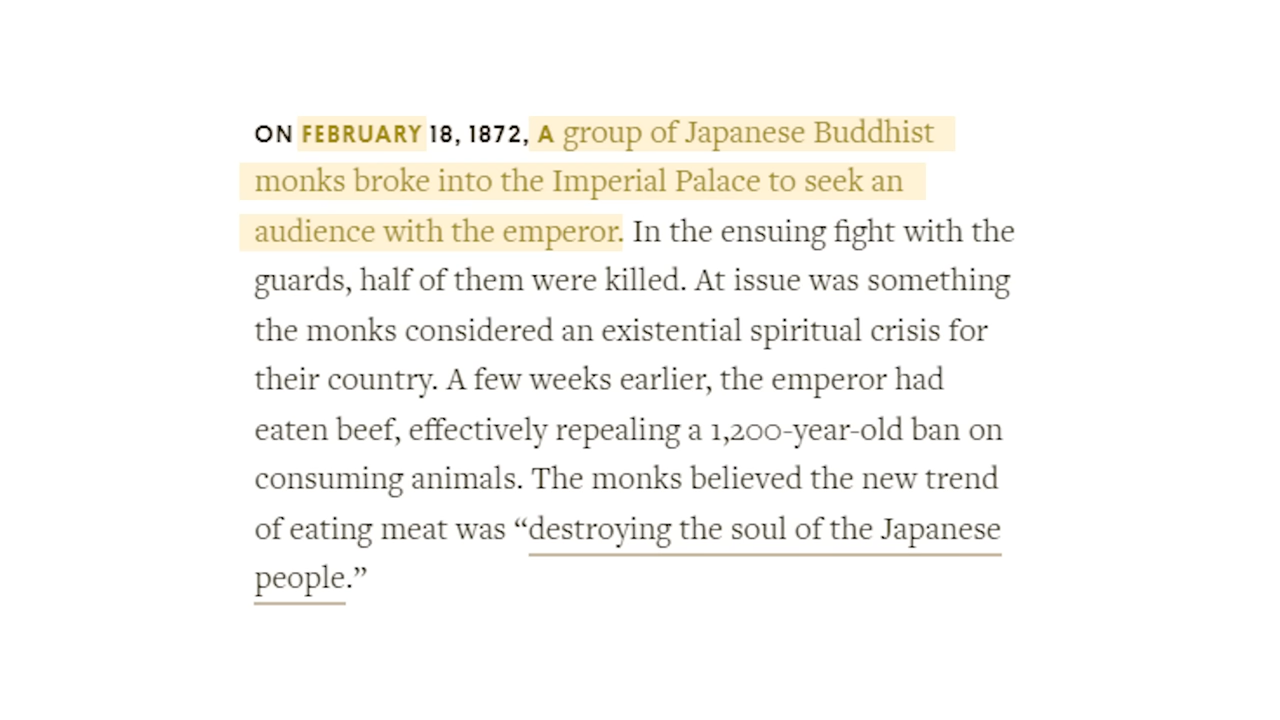 ON FEBRUARY 18, 1872, A group of Japanese Buddhist
monks broke into the Imperial Palace to seek an
audience with the emperor. In the ensuing fight with the
guards, half of them were killed. At issue was something
the monks considered an existential spiritual crisis for
their country. A few weeks earlier, the emperor had
eaten beef, effectively repealing a 1,200-year-old ban on
consuming animals. The monks believed the new trend
of eating meat was “destroying the soul of the Japanese
people.”